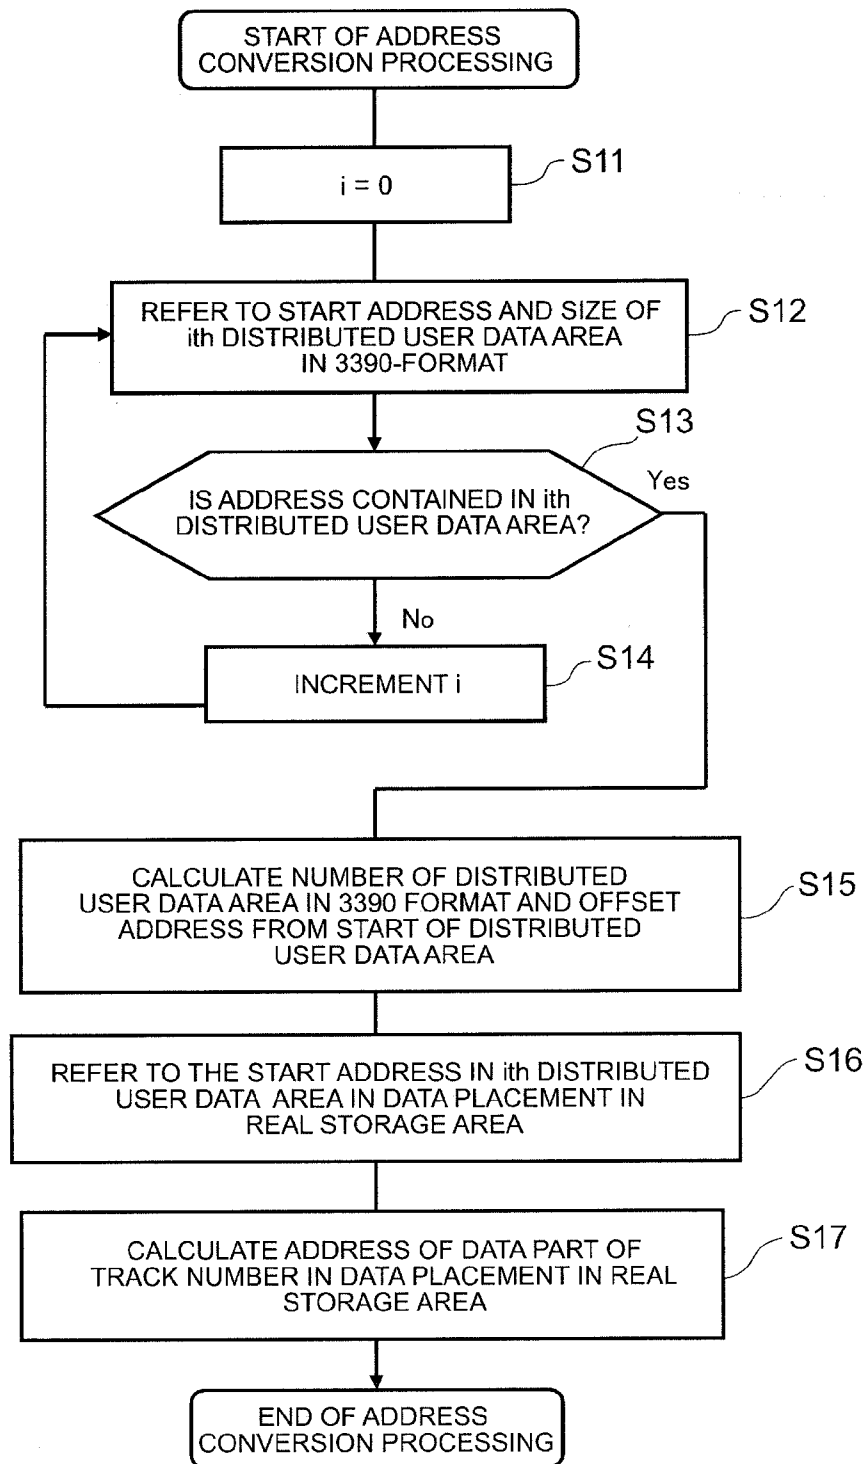 START OF ADDRESS
CONVERSION PROCESSING
S11
i = 0
REFER TO START ADDRESS AND SIZE OF
ith DISTRIBUTED USER DATA AREA
IN 3390-FORMAT
S12
S13
Yes
IS ADDRESS CONTAINED IN ith
DISTRIBUTED USER DATA AREA?
No
S14
INCREMENT i
CALCULATE NUMBER OF DISTRIBUTED
USER DATA AREA IN 3390 FORMAT AND OFFSET
ADDRESS FROM START OF DISTRIBUTED
USER DATA AREA
S15
REFER TO THE START ADDRESS IN ith DISTRIBUTED
USER DATA AREA IN DATA PLACEMENT IN
REAL STORAGE AREA
S16
CALCULATE ADDRESS OF DATA PART OF
TRACK NUMBER IN DATA PLACEMENT IN REAL
STORAGE AREA
S17
END OF ADDRESS
CONVERSION PROCESSING